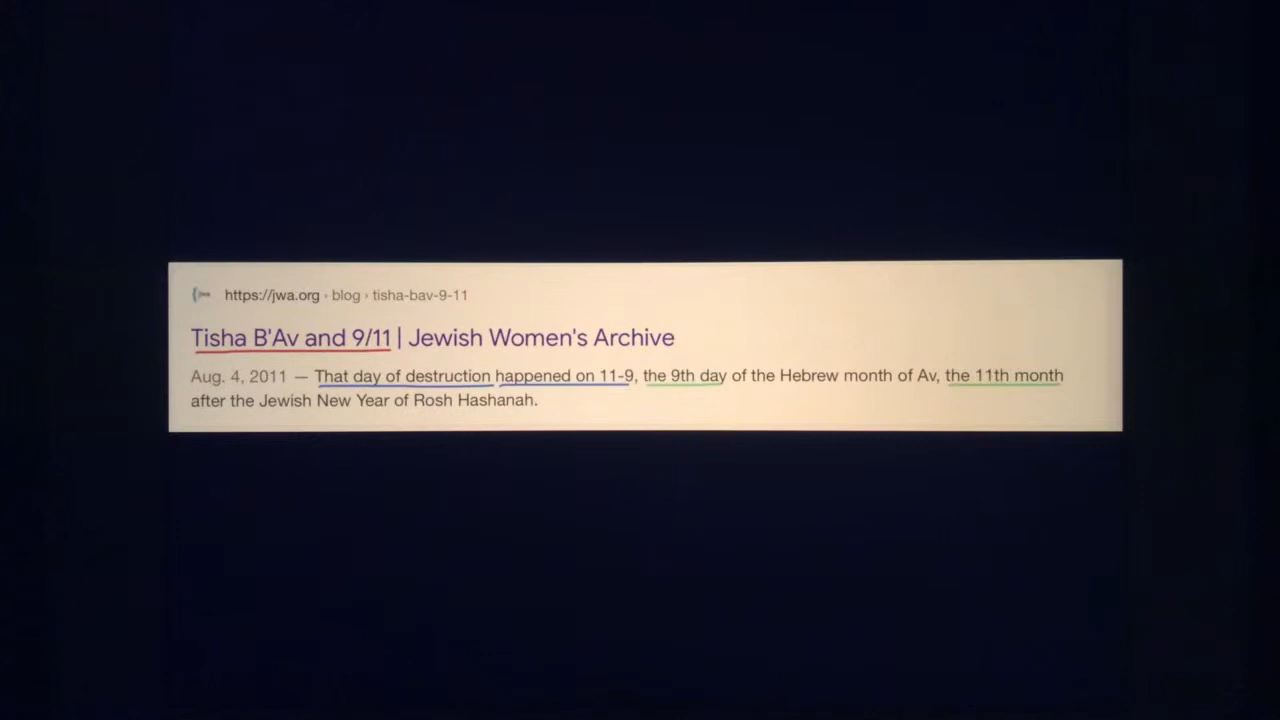 https://jwa.org › blog › tisha-bav-9-11
Tisha B'Av and 9/11 | Jewish Women's Archive
Aug. 4, 2011 — That day of destruction happened on 11-9, the 9th day of the Hebrew month of Av, the 11th month
after the Jewish New Year of Rosh Hashanah.